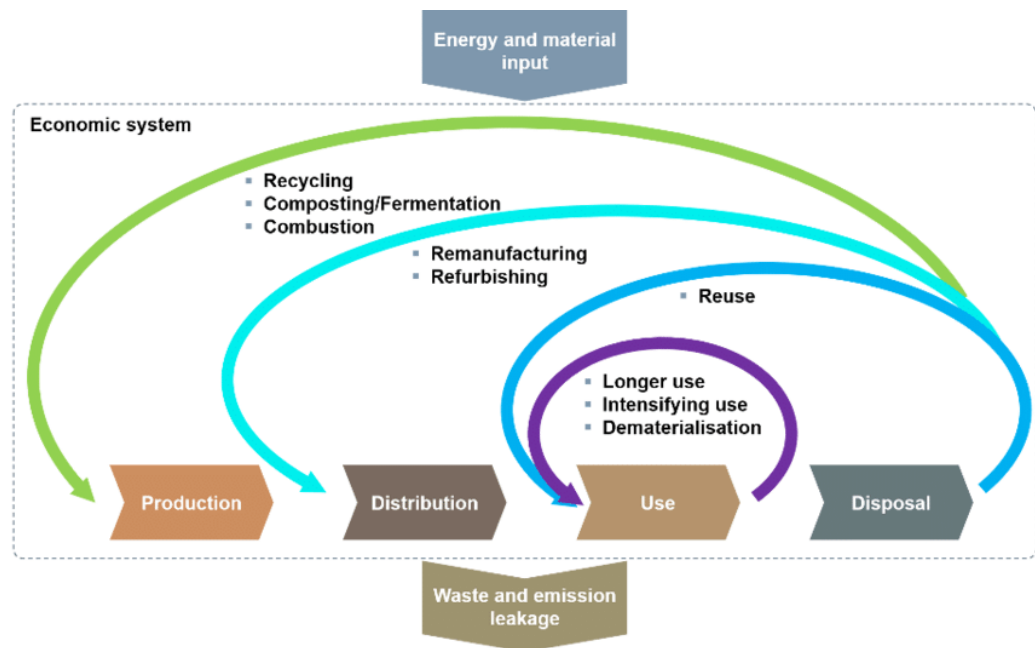 Energy and material
input
Economic system
▪ Recycling
▪ Composting/Fermentation
▪ Combustion
▪ Remanufacturing
▪ Refurbishing
▪ Reuse
▪ Longer use
▪ Intensifying use
▪ Dematerialisation
Production
Distribution
Use
Disposal
Waste and emission
leakage